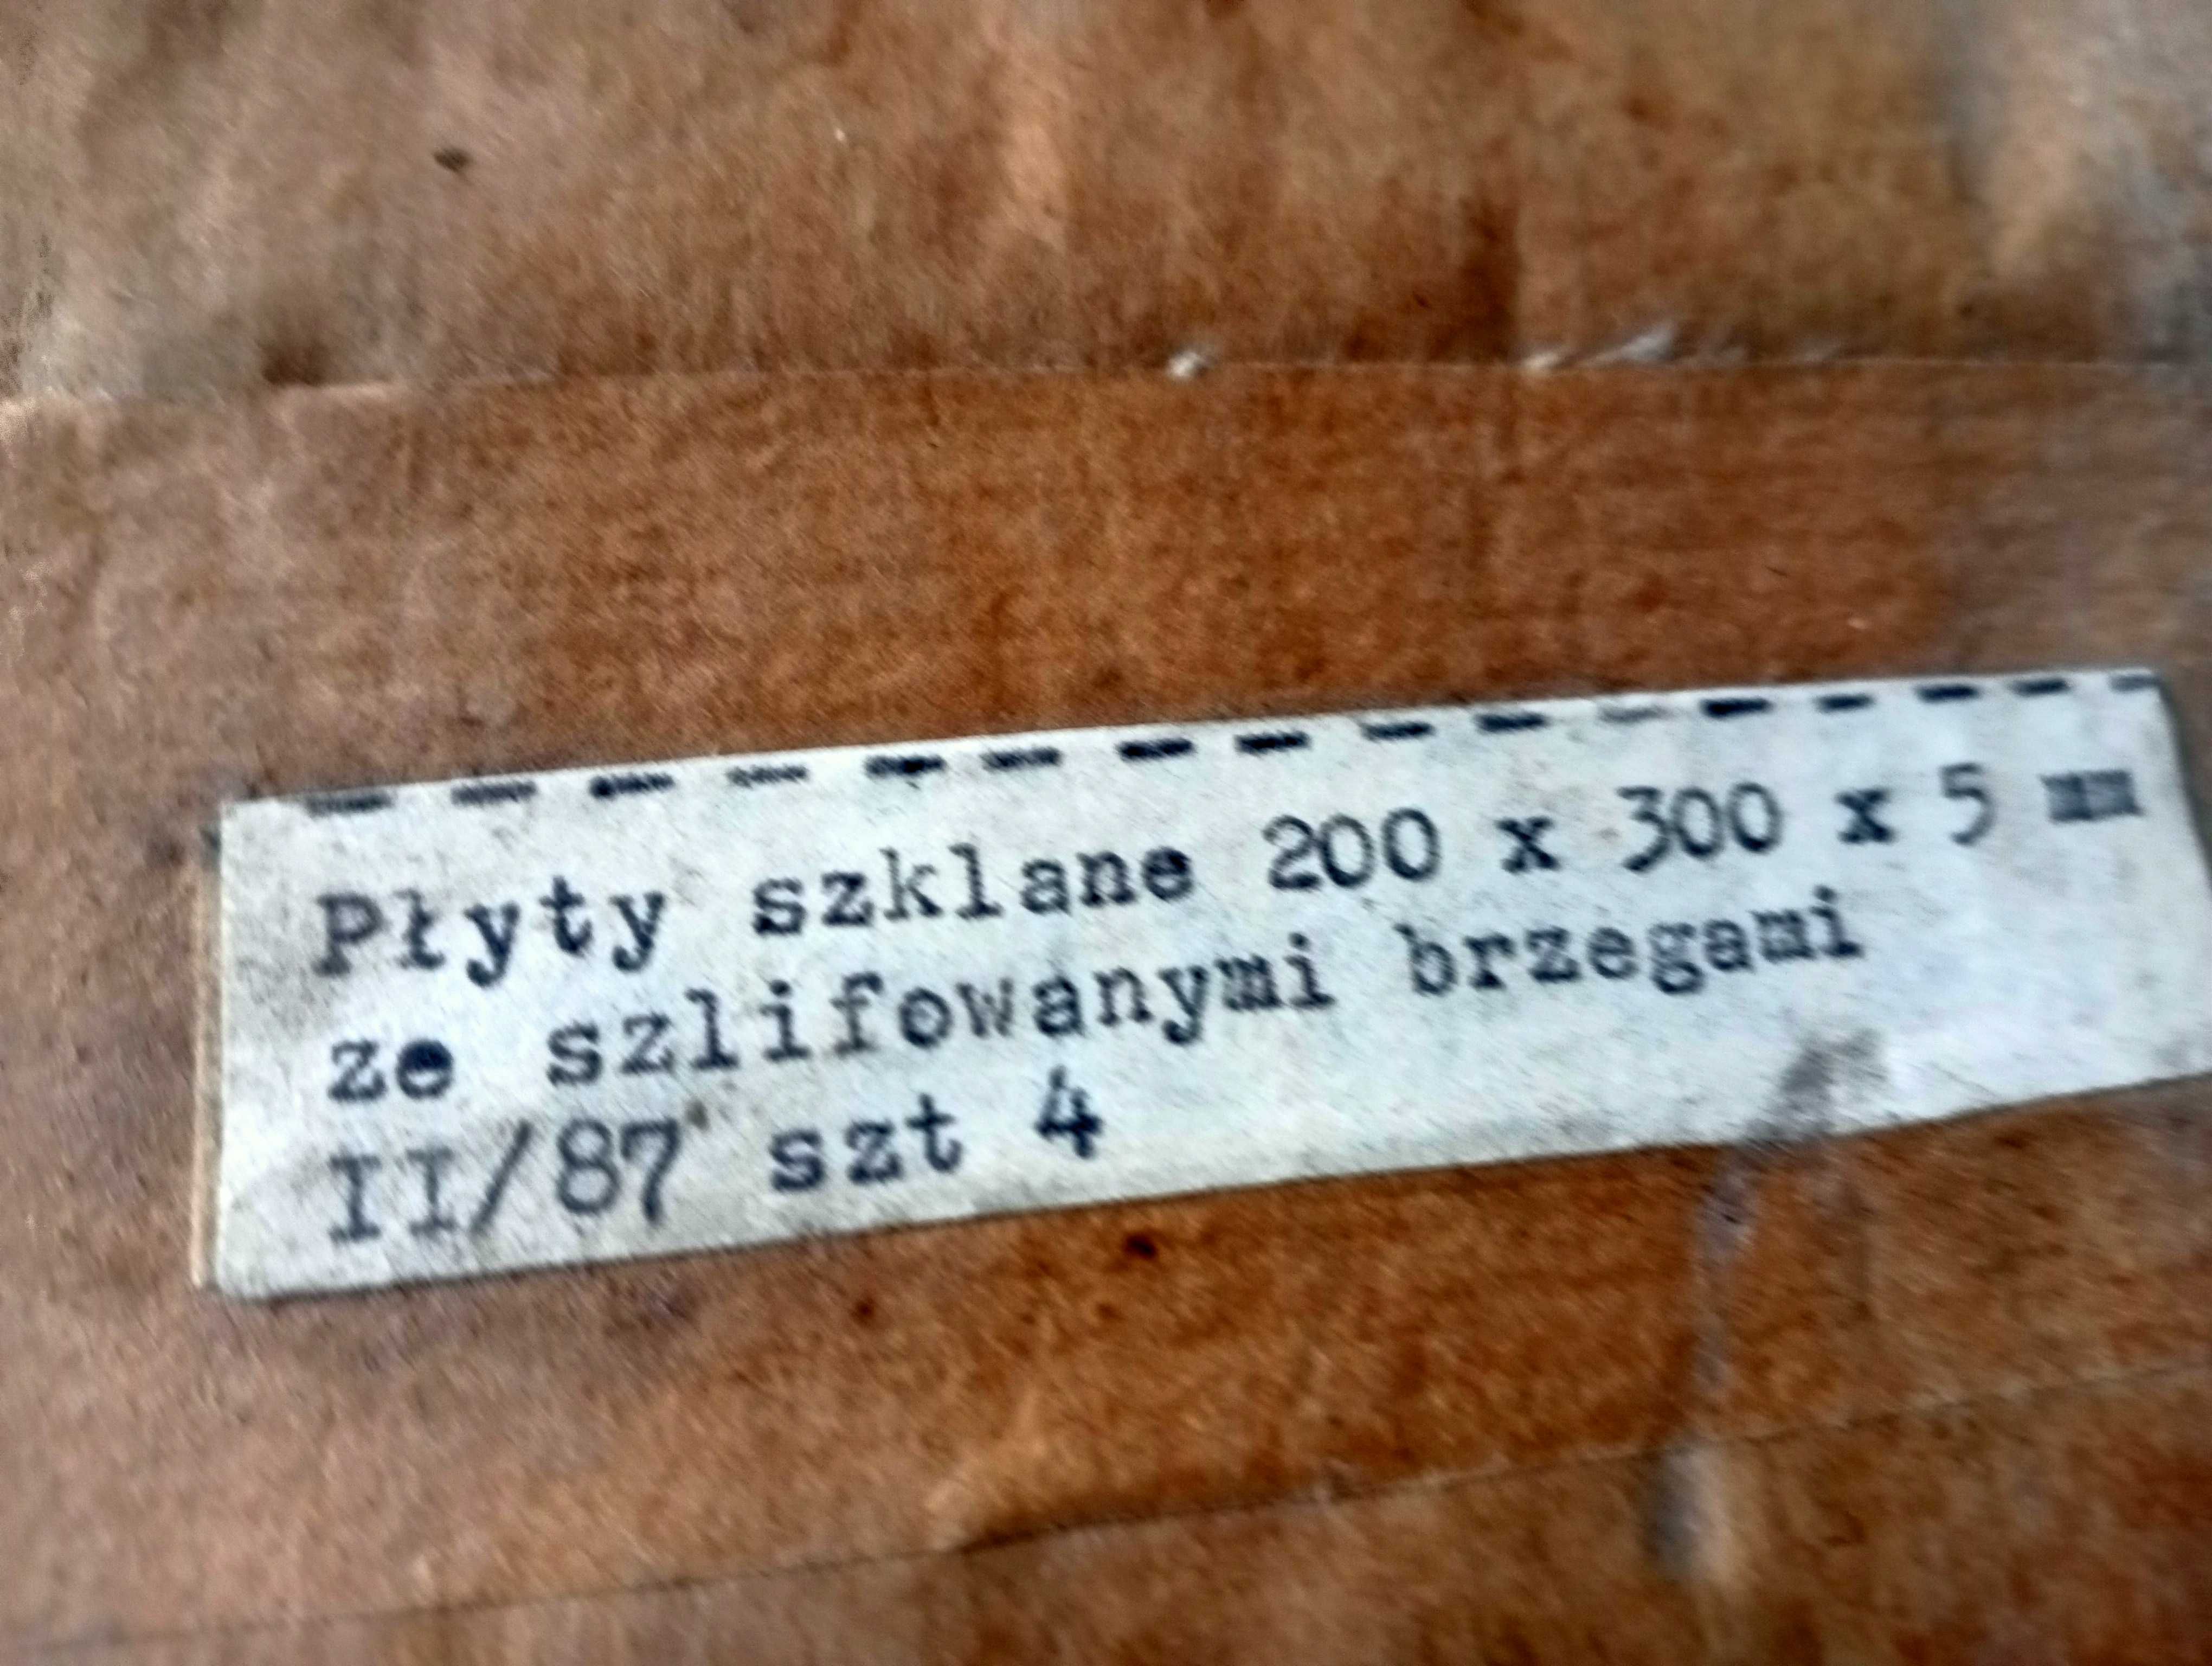 Płyty szklane 200 x 300 x 5 mm
ze szlifowanymi brzegami
II/87 szt 4